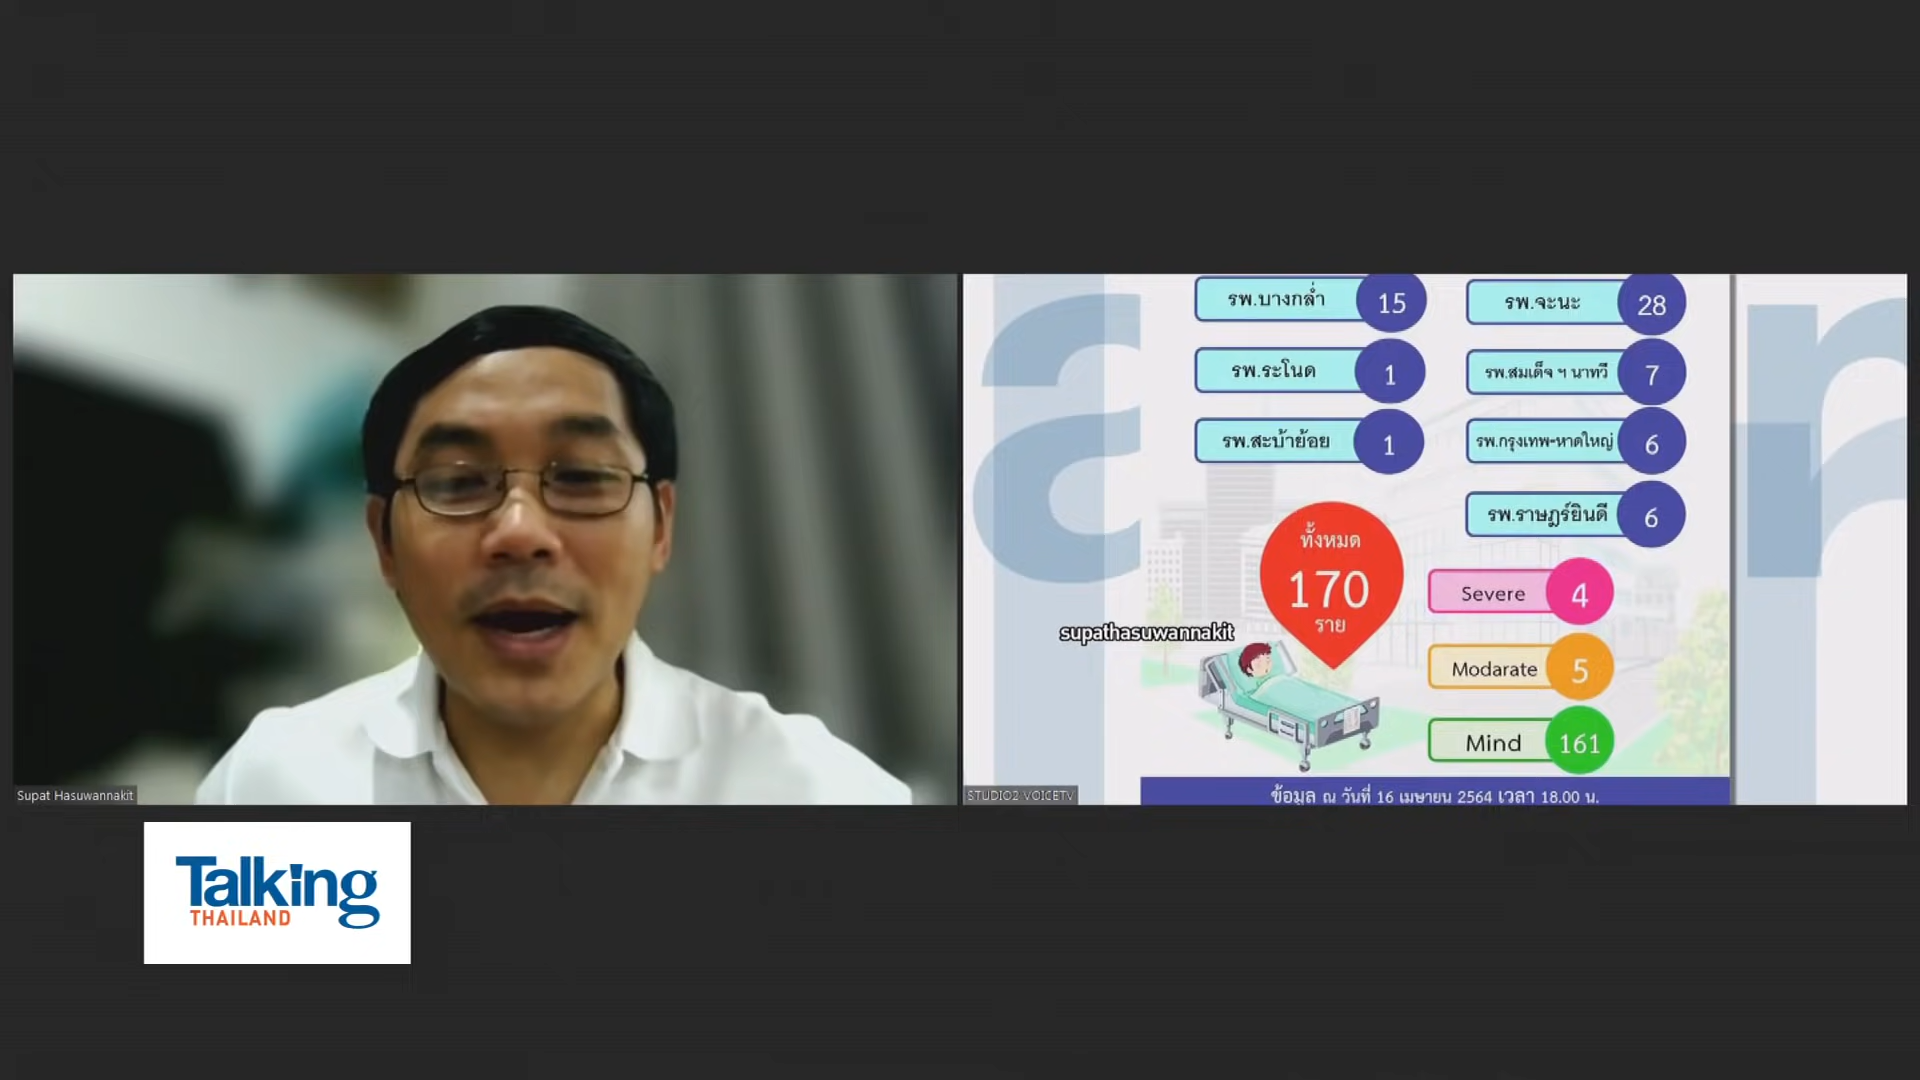 รพ.บางกล่ำ 15
รพ.จะนะ 28
รพ.ระโนด 1
รพ.สมเด็จ ฯ นาทวี 7
รพ.สะบ้าย้อย 1
รพ.กรุงเทพ-หาดใหญ่ 6
รพ.ราษฎร์ยินดี 6
ทั้งหมด
170
ราย
Severe 4
supathasuwannakit
Modarate 5
Mind 161
ข้อมูล ณ วันที่ 16 เมษายน 2564 เวลา 18.00 น.
Supat Hasuwannakit
STUDIO2 VOICETV
Talking
THAILAND
a
r